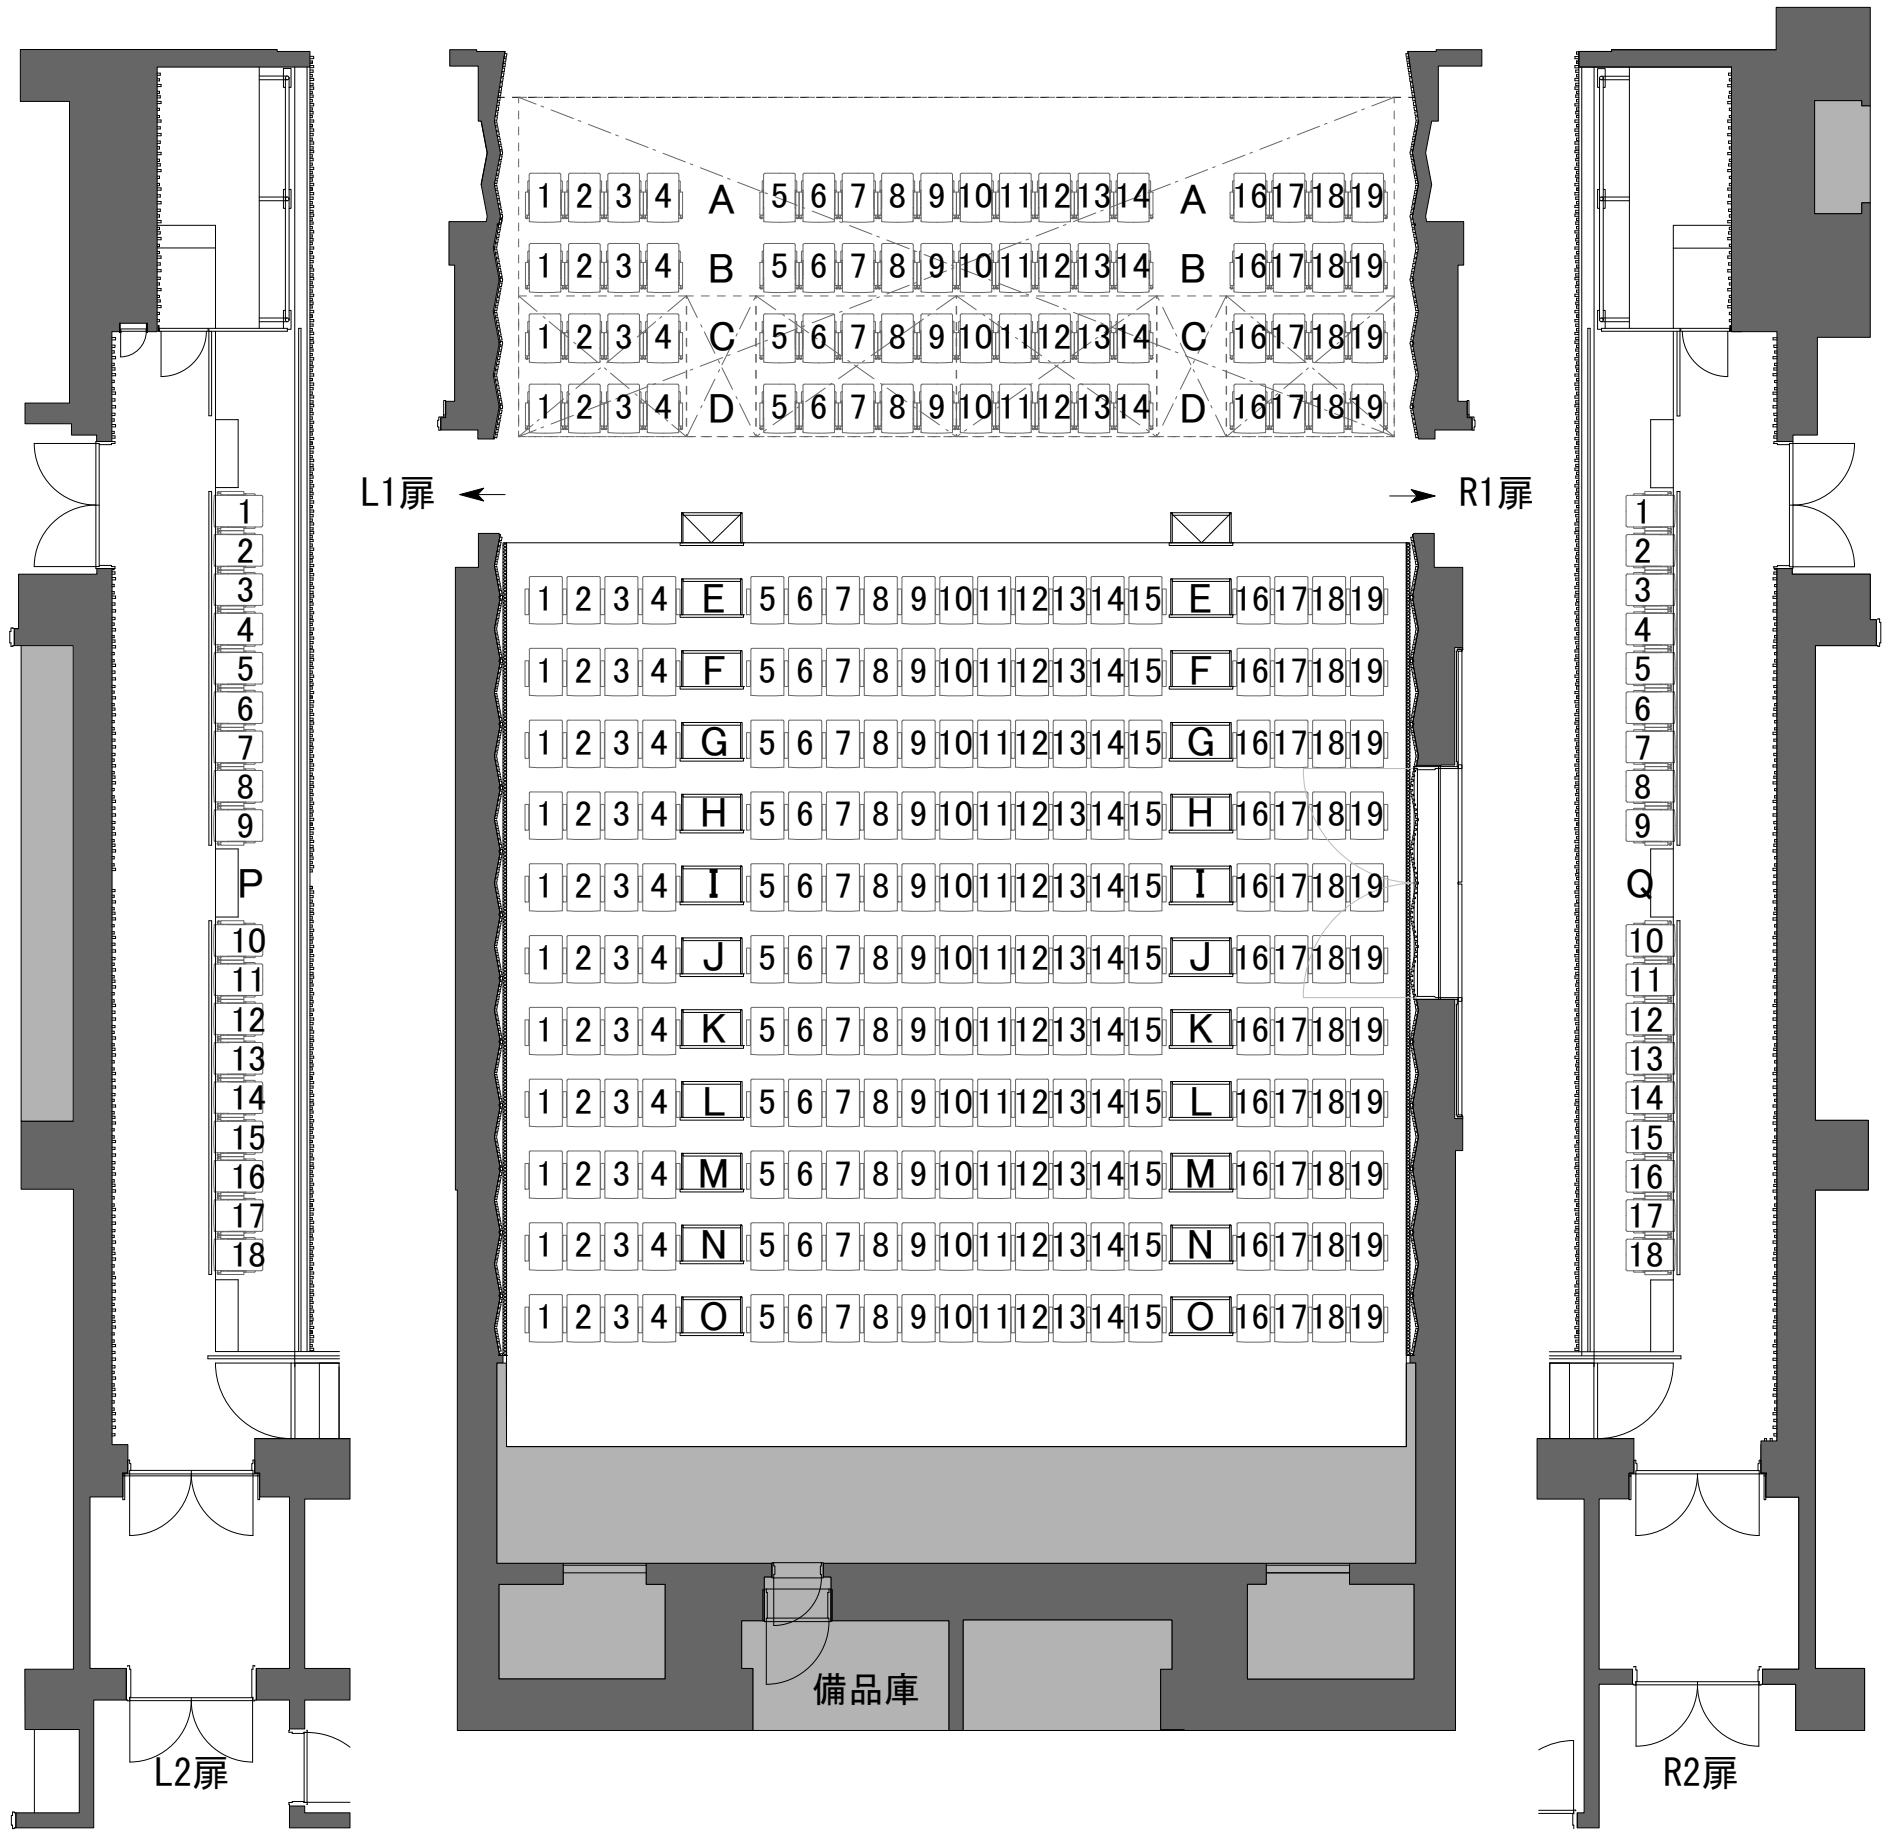 1 2 3 4 A 5 6 7 8 9 10 11 12 13 14 A 16 17 18 19
1 2 3 4 B 5 6 7 8 9 10 11 12 13 14 B 16 17 18 19
1 2 3 4 C 5 6 7 8 9 10 11 12 13 14 C 16 17 18 19
1 2 3 4 D 5 6 7 8 9 10 11 12 13 14 D 16 17 18 19
L1扉
R1扉
1 2 3 4 E 5 6 7 8 9 10 11 12 13 14 15 E 16 17 18 19
1 2 3 4 F 5 6 7 8 9 10 11 12 13 14 15 F 16 17 18 19
1 2 3 4 G 5 6 7 8 9 10 11 12 13 14 15 G 16 17 18 19
1 2 3 4 H 5 6 7 8 9 10 11 12 13 14 15 H 16 17 18 19
1 2 3 4 I 5 6 7 8 9 10 11 12 13 14 15 I 16 17 18 19
1 2 3 4 J 5 6 7 8 9 10 11 12 13 14 15 J 16 17 18 19
1 2 3 4 K 5 6 7 8 9 10 11 12 13 14 15 K 16 17 18 19
1 2 3 4 L 5 6 7 8 9 10 11 12 13 14 15 L 16 17 18 19
1 2 3 4 M 5 6 7 8 9 10 11 12 13 14 15 M 16 17 18 19
1 2 3 4 N 5 6 7 8 9 10 11 12 13 14 15 N 16 17 18 19
1 2 3 4 O 5 6 7 8 9 10 11 12 13 14 15 O 16 17 18 19
備品庫
1
2
3
4
5
6
7
8
9
P
10
11
12
13
14
15
16
17
18
L2扉
1
2
3
4
5
6
7
8
9
Q
10
11
12
13
14
15
16
17
18
R2扉